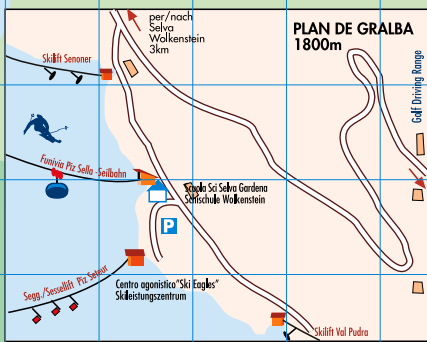 per/nach
Selva
Wolkenstein
3km
PLAN DE GRALBA
1800m
Skilift Senoner
Golf Driving Range
Funivia Piz Sella -Seilbahn
Scuola Sci Selva Gardena
Schischule Wolkenstein
P
Centro agonistico"Ski Eagles"
Skileistungszentrum
Segg./Sessellift Piz Seteur
Skilift Val Pudra